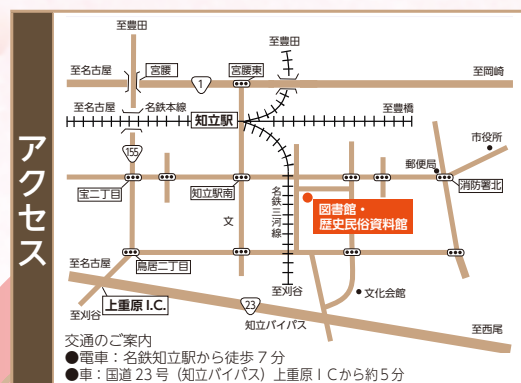 アクセス
至豊田
至豊田
至名古屋
宮腰
1
宮腰東
至岡崎
至名古屋
名鉄本線
知立駅
至豊橋
155
市役所
郵便局
宝二丁目
知立駅南
名鉄三河線
消防署北
図書館・
歴史民俗資料館
文
至名古屋
鳥居二丁目
上重原 I.C.
至刈谷
至刈谷
文化会館
23
知立バイパス
至西尾
交通のご案内
●電車：名鉄知立駅から徒歩 7 分
●車：国道 23 号（知立バイパス）上重原 I C から約 5 分